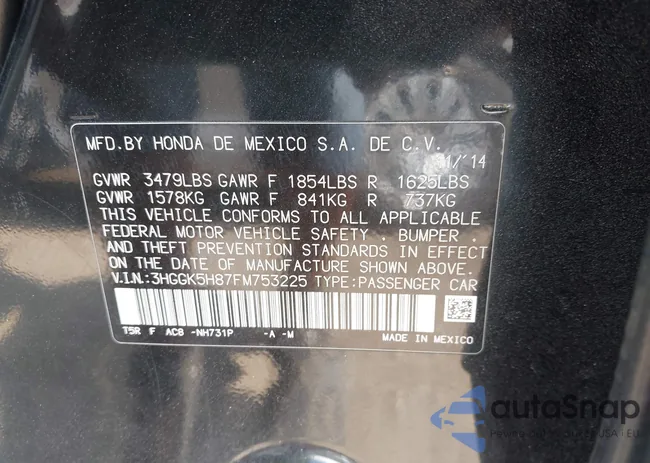 MFD.BY HONDA DE MEXICO S.A. DE C.V.
11/'14
GVWR 3479LBS GAWR F 1854LBS R 1625LBS
GVWR 1578KG GAWR F 841KG R 737KG
THIS VEHICLE CONFORMS TO ALL APPLICABLE
FEDERAL MOTOR VEHICLE SAFETY . BUMPER .
AND THEFT PREVENTION STANDARDS IN EFFECT
ON THE DATE OF MANUFACTURE SHOWN ABOVE.
V.I.N.:3HGGK5H87FM753225 TYPE:PASSENGER CAR
T5R F AC8 -NH731P -A -M
MADE IN MEXICO
autoSnap